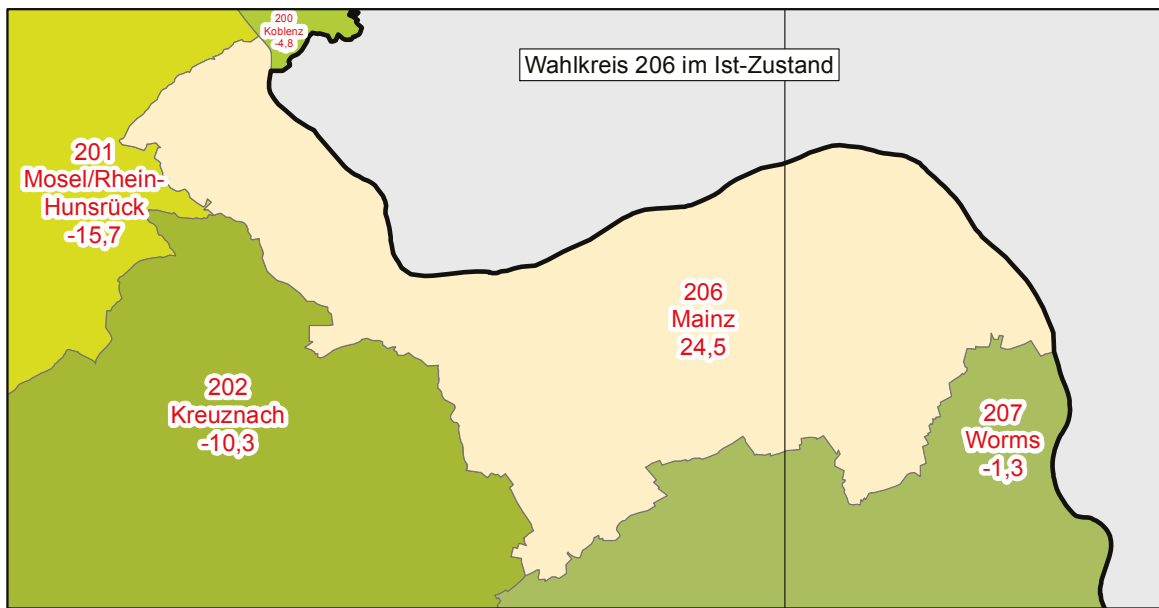 200
Koblenz
-4,8
Wahlkreis 206 im Ist-Zustand
201
Mosel/Rhein-
Hunsrück
-15,7
206
Mainz
24,5
202
Kreuznach
-10,3
207
Worms
-1,3